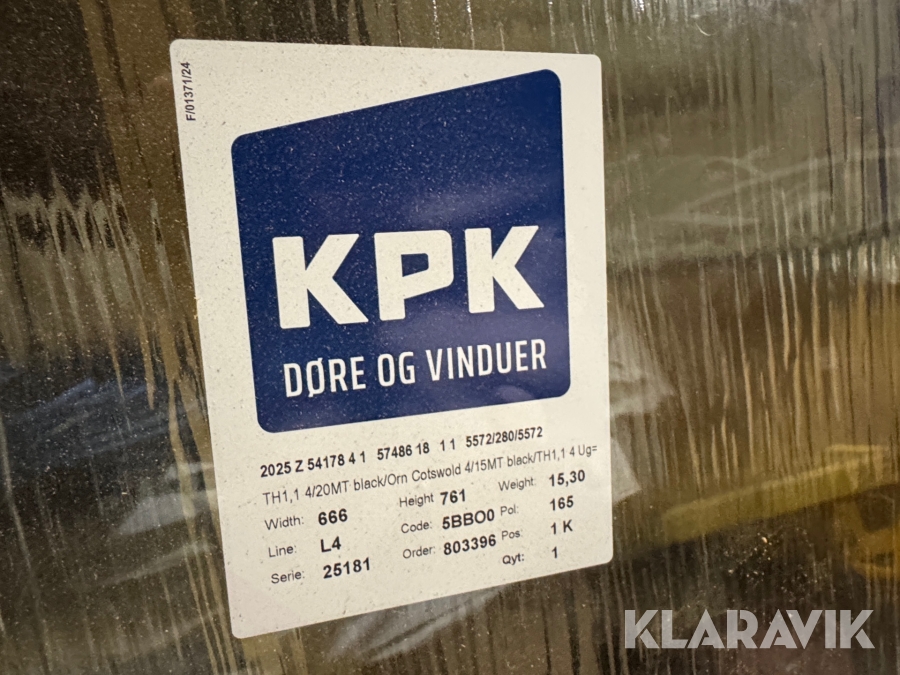 F/01371/24
KPK
DØRE OG VINDUER
2025 Z 54178 4 1 57486 18 1 1 5572/280/5572
TH1,1 4/20MT black/Orn Cotswold 4/15MT black/TH1,1 4 Ug=
Width: 666 Height 761 Weight: 15,30
Line: L4 Code: 5BBO0 Pol: 165
Serie: 25181 Order: 803396 Pos: 1 K
Qyt: 1
KLARAVIK